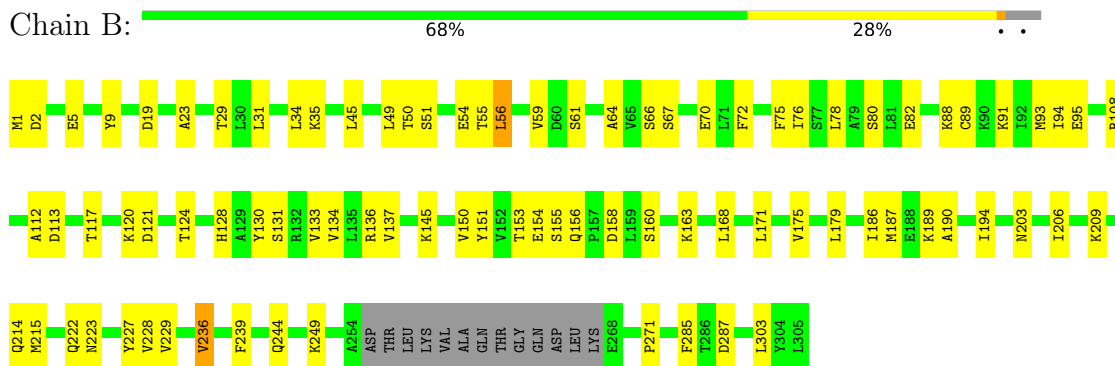 Chain B:
68% 28% • •
M1 D2 E5 Y9 D19 A23 T29 L30 L31 L34 K35 L45 L49 T50 S51 E54 T55 L56 V59 D60 S61 A64 V65 S66 S67 E70 L71 F72 F75 I76 S77 L78 A79 S80 L81 E82 K88 C89 K90 K91 I92 M93 I94 E95
A112 D113 T117 K120 D121 T124 H128 A129 Y130 S131 R132 V133 V134 L135 R136 V137 K145 V150 Y151 V152 T153 E154 S155 Q156 P157 D158 L159 S160 K163 L168 L171 V175 L179 I186 M187 E188 K189 A190 I194 N203 I206 K209
Q214 M215 Q222 N223 Y227 V228 V229 V236 F239 Q244 K249 A254 ASP THR LEU LYS VAL ALA GLN THR GLY GLN ASP LEU LYS E268 P271 F285 T286 D287 L303 Y304 L305